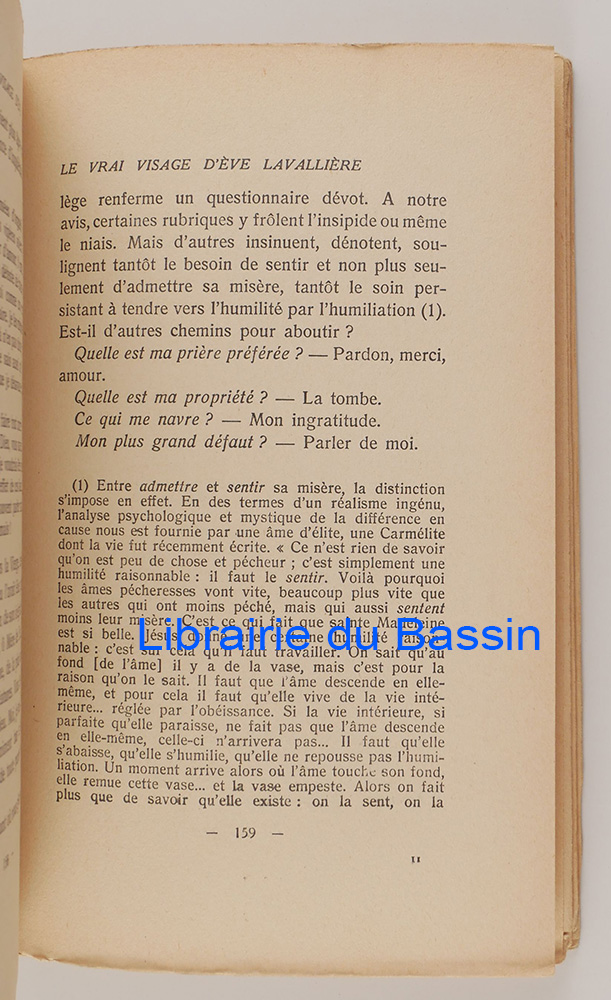 LE VRAI VISAGE D'ÈVE LAVALLIÈRE
lège renferme un questionnaire dévot. A notre
avis, certaines rubriques y frôlent l'insipide ou même
le niais. Mais d'autres insinuent, dénotent, sou-
lignent tantôt le besoin de sentir et non plus seu-
lement d'admettre sa misère, tantôt le soin per-
sistant à tendre vers l'humilité par l'humiliation (1).
Est-il d'autres chemins pour aboutir ?
Quelle est ma prière préférée ? — Pardon, merci,
amour.
Quelle est ma propriété ? — La tombe.
Ce qui me navre ? — Mon ingratitude.
Mon plus grand défaut ? — Parler de moi.
(1) Entre admettre et sentir sa misère, la distinction
s'impose en effet. En des termes d'un réalisme ingénu,
l'analyse psychologique et mystique de la différence en
cause nous est fournie par une âme d'élite, une Carmélite
dont la vie fut récemment écrite. « Ce n'est rien de savoir
qu'on est peu de chose et pécheur ; c'est simplement une
humilité raisonnable : il faut le sentir. Voilà pourquoi
les âmes pécheresses vont vite, beaucoup plus vite que
les autres qui ont moins péché, mais qui aussi sentent
moins leur misère. C'est ce qui fait que sainte Madeleine
est si belle. Jésus donne une certaine humilité raison-
nable : c'est sur cela qu'il faut travailler. On sait qu'au
fond [de l'âme] il y a de la vase, mais c'est pour la
raison qu'on le sait. Il faut que l'âme descende en elle-
même, et pour cela il faut qu'elle vive de la vie inté-
rieure... réglée par l'obéissance. Si la vie intérieure, si
parfaite qu'elle paraisse, ne fait pas que l'âme descende
en elle-même, celle-ci n'arrivera pas... Il faut qu'elle
s'abaisse, qu'elle s'humilie, qu'elle ne repousse pas l'humi-
liation. Un moment arrive alors où l'âme touche son fond,
elle remue cette vase... et la vase empeste. Alors on fait
plus que de savoir qu'elle existe : on la sent, on la
— 159 —
II
Librairie du Bassin